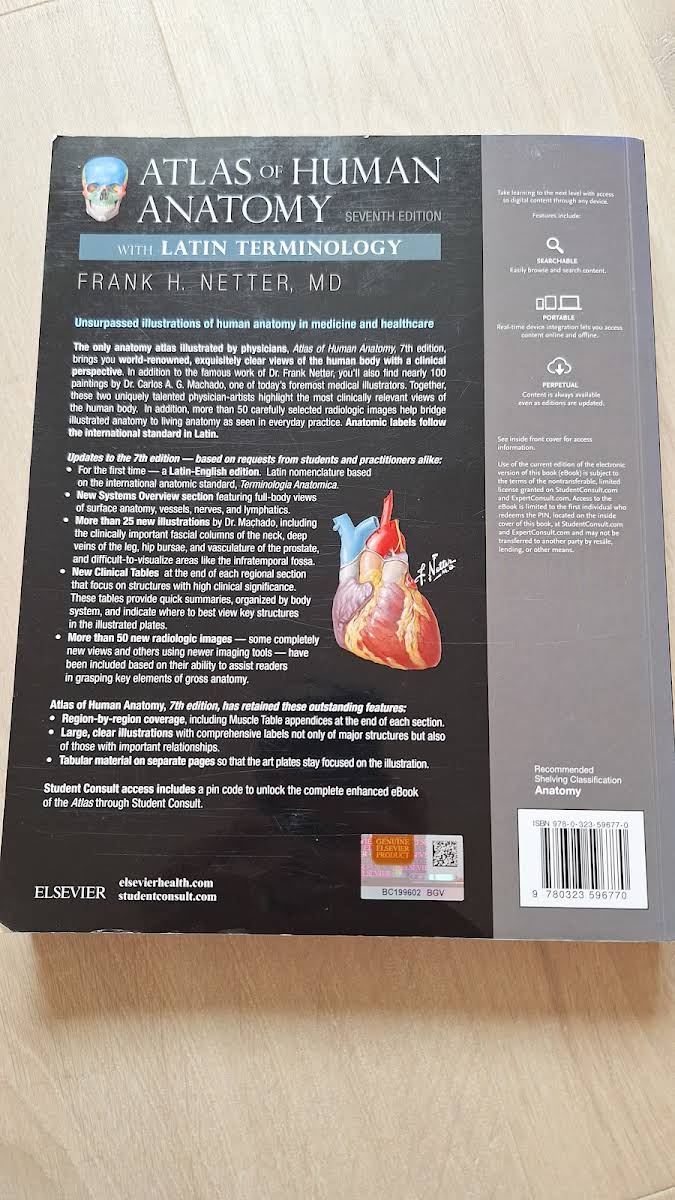 ATLAS OF HUMAN
ANATOMY SEVENTH EDITION
WITH LATIN TERMINOLOGY
FRANK H. NETTER, MD
Unsurpassed illustrations of human anatomy in medicine and healthcare
The only anatomy atlas illustrated by physicians, Atlas of Human Anatomy, 7th edition,
brings you world-renowned, exquisitely clear views of the human body with a clinical
perspective. In addition to the famous work of Dr. Frank Netter, you'll also find nearly 100
paintings by Dr. Carlos A. G. Machado, one of today's foremost medical illustrators. Together,
these two uniquely talented physician-artists highlight the most clinically relevant views of
the human body. In addition, more than 50 carefully selected radiologic images help bridge
illustrated anatomy to living anatomy as seen in everyday practice. Anatomic labels follow
the international standard in Latin.
Updates to the 7th edition — based on requests from students and practitioners alike:
• For the first time — a Latin-English edition. Latin nomenclature based
on the international anatomic standard, Terminologia Anatomica.
• New Systems Overview section featuring full-body views
of surface anatomy, vessels, nerves, and lymphatics.
• More than 25 new illustrations by Dr. Machado, including
the clinically important fascial columns of the neck, deep
veins of the leg, hip bursae, and vasculature of the prostate,
and difficult-to-visualize areas like the infratemporal fossa.
• New Clinical Tables at the end of each regional section
that focus on structures with high clinical significance.
These tables provide quick summaries, organized by body
system, and indicate where to best view key structures
in the illustrated plates.
• More than 50 new radiologic images — some completely
new views and others using newer imaging tools — have
been included based on their ability to assist readers
in grasping key elements of gross anatomy.
F. Netter
Atlas of Human Anatomy, 7th edition, has retained these outstanding features:
• Region-by-region coverage, including Muscle Table appendices at the end of each section.
• Large, clear illustrations with comprehensive labels not only of major structures but also
of those with important relationships.
• Tabular material on separate pages so that the art plates stay focused on the illustration.
Student Consult access includes a pin code to unlock the complete enhanced eBook
of the Atlas through Student Consult.
ELSEVIER
elsevierhealth.com
studentconsult.com
GENUINE
ELSEVIER
PRODUCT
BC199602 BGV
Take learning to the next level with access
to digital content through any device.
Features include:
SEARCHABLE
Easily browse and search content.
PORTABLE
Real-time device integration lets you access
content online and offline.
PERPETUAL
Content is always available
even as editions are updated.
See inside front cover for access
information.
Use of the current edition of the electronic
version of this book (eBook) is subject to
the terms of the nontransferable, limited
license granted on StudentConsult.com
and ExpertConsult.com. Access to the
eBook is limited to the first individual who
redeems the PIN, located on the inside
cover of this book, at StudentConsult.com
and ExpertConsult.com and may not be
transferred to another party by resale,
lending, or other means.
Recommended
Shelving Classification
Anatomy
ISBN 978-0-323-59677-0
9 780323 596770